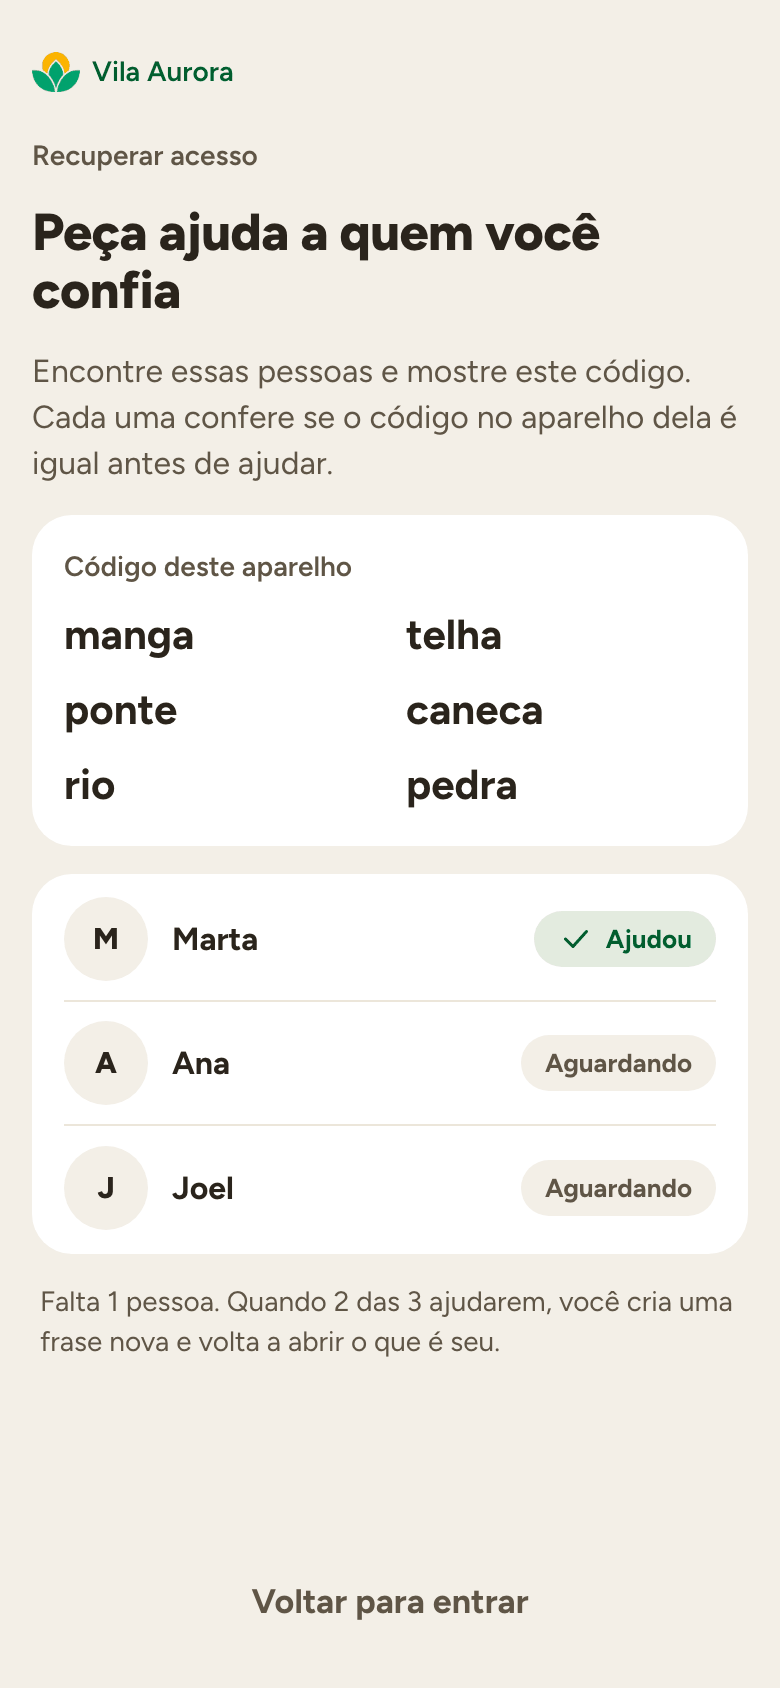 Vila Aurora
Recuperar acesso
Peça ajuda a quem você
confia
Encontre essas pessoas e mostre este código.
Cada uma confere se o código no aparelho dela é
igual antes de ajudar.
Código deste aparelho
manga telha
ponte caneca
rio pedra
M Marta Ajudou
A Ana Aguardando
J Joel Aguardando
Falta 1 pessoa. Quando 2 das 3 ajudarem, você cria uma
frase nova e volta a abrir o que é seu.
Voltar para entrar